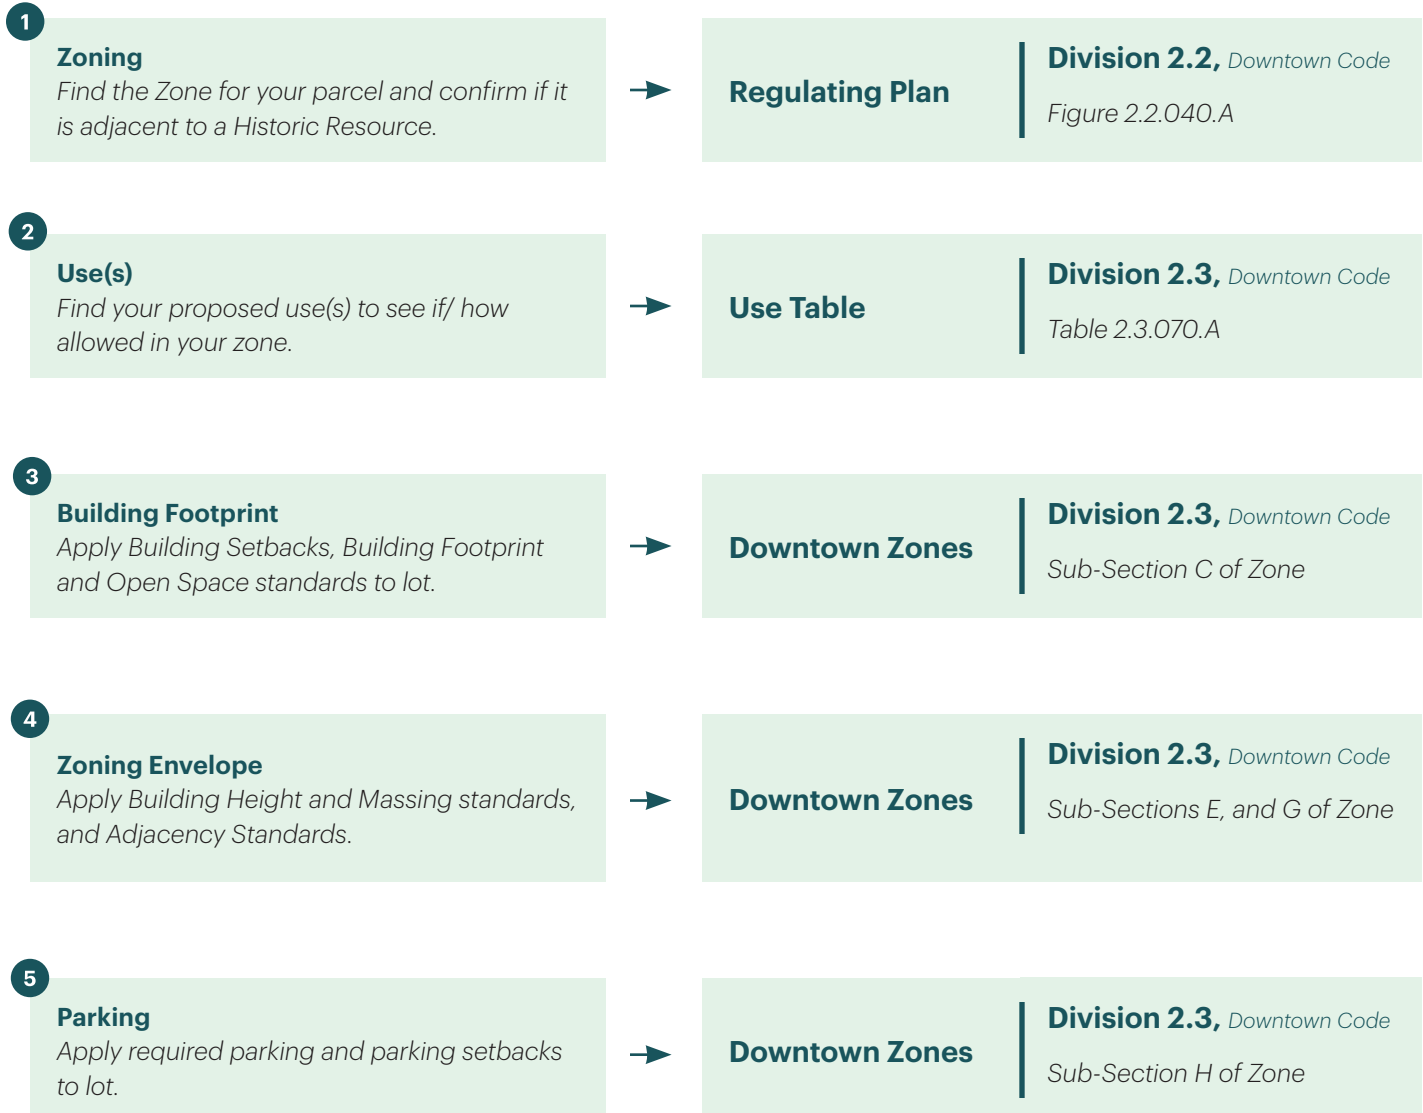 1
Zoning
Find the Zone for your parcel and confirm if it
is adjacent to a Historic Resource.
Regulating Plan
Division 2.2, Downtown Code
Figure 2.2.040.A
2
Use(s)
Find your proposed use(s) to see if/ how
allowed in your zone.
Use Table
Division 2.3, Downtown Code
Table 2.3.070.A
3
Building Footprint
Apply Building Setbacks, Building Footprint
and Open Space standards to lot.
Downtown Zones
Division 2.3, Downtown Code
Sub-Section C of Zone
4
Zoning Envelope
Apply Building Height and Massing standards,
and Adjacency Standards.
Downtown Zones
Division 2.3, Downtown Code
Sub-Sections E, and G of Zone
5
Parking
Apply required parking and parking setbacks
to lot.
Downtown Zones
Division 2.3, Downtown Code
Sub-Section H of Zone